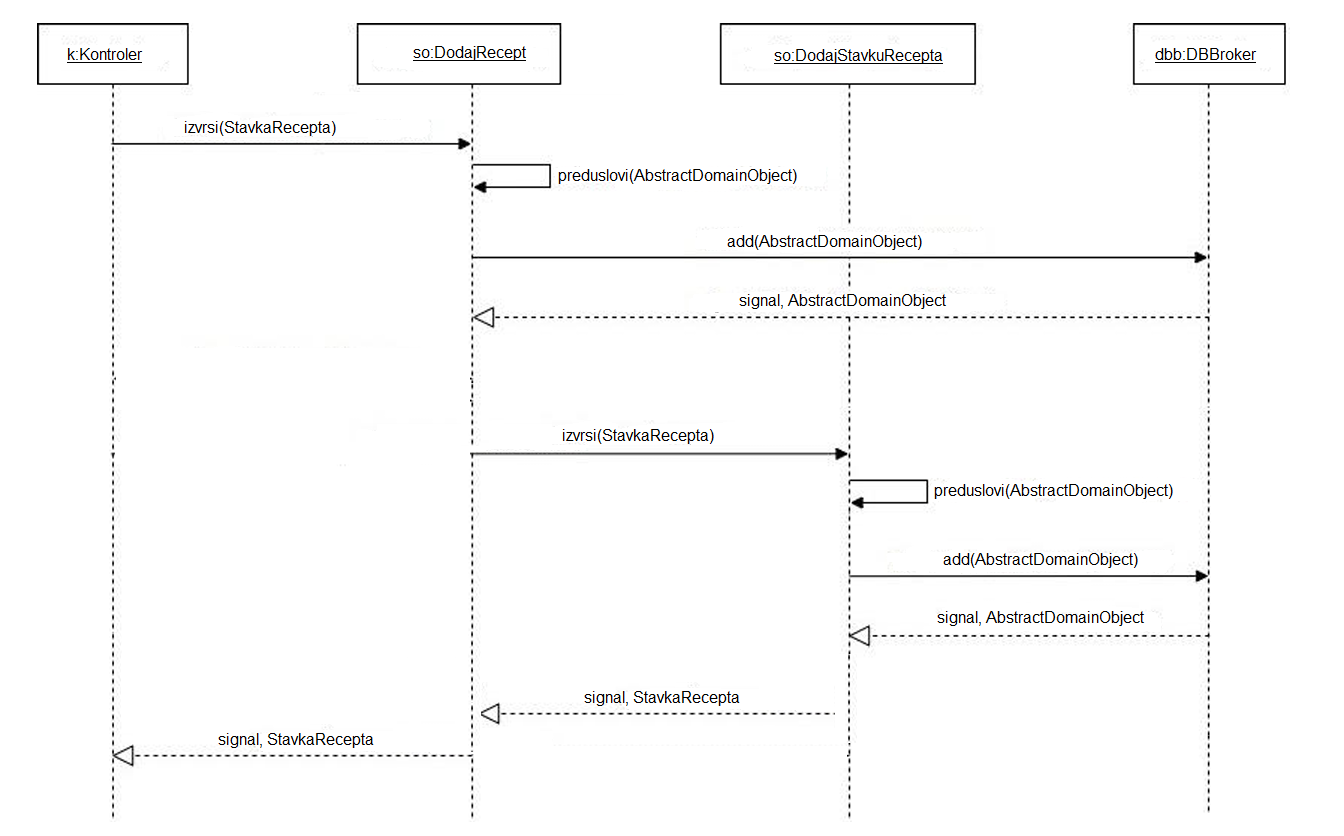 k:Kontroler
so:DodajRecept
so:DodajStavkuRecepta
dbb:DBBroker
izvrsi(StavkaRecepta)
preduslovi(AbstractDomainObject)
add(AbstractDomainObject)
signal, AbstractDomainObject
izvrsi(StavkaRecepta)
preduslovi(AbstractDomainObject)
add(AbstractDomainObject)
signal, AbstractDomainObject
signal, StavkaRecepta
signal, StavkaRecepta